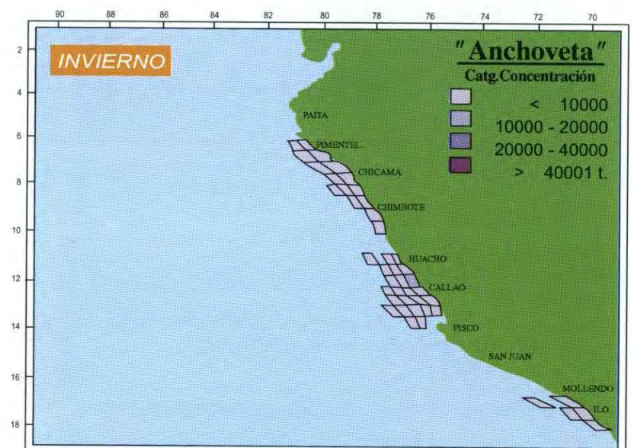 90 88 86 84 82 80 78 76 74 72 70
2
4
6
8
10
12
14
16
18
INVIERNO
"Anchoveta"
Catg.Concentración
< 10000
10000 - 20000
20000 - 40000
> 40001 t.
PAITA
PIMENTEL
CHICAMA
CHIMBOTE
HUACHO
CALLAO
PISCO
SAN JUAN
MOLLENDO
ILO